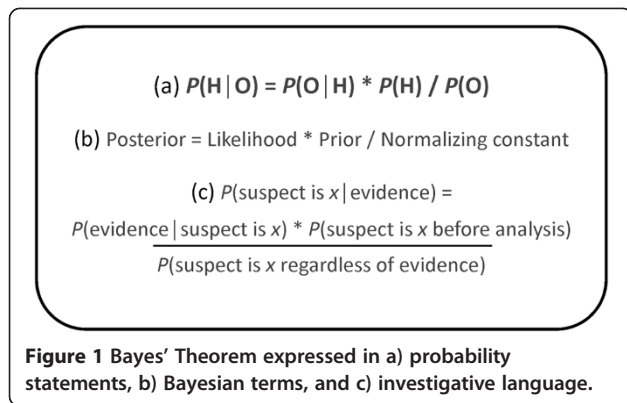 (a) P(H|O) = P(O|H) * P(H) / P(O)
(b) Posterior = Likelihood * Prior / Normalizing constant
(c) P(suspect is x|evidence) =
P(evidence|suspect is x) * P(suspect is x before analysis)
P(suspect is x regardless of evidence)
Figure 1 Bayes’ Theorem expressed in a) probability
statements, b) Bayesian terms, and c) investigative language.